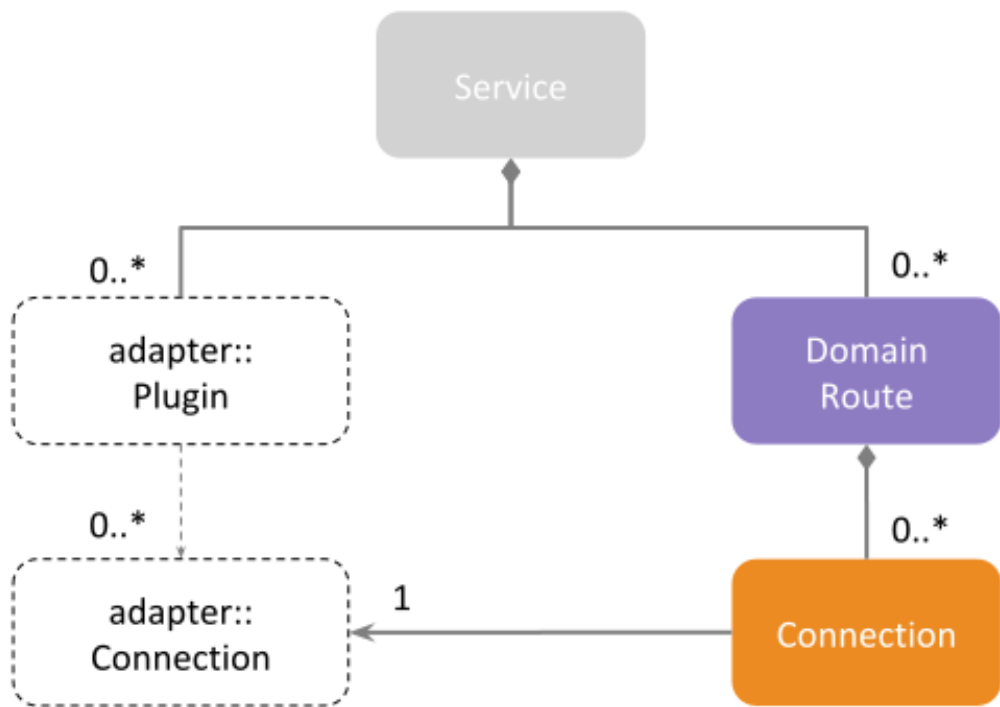 Service
0..*
0..*
adapter::
Plugin
Domain
Route
0..*
0..*
adapter::
Connection
1
Connection